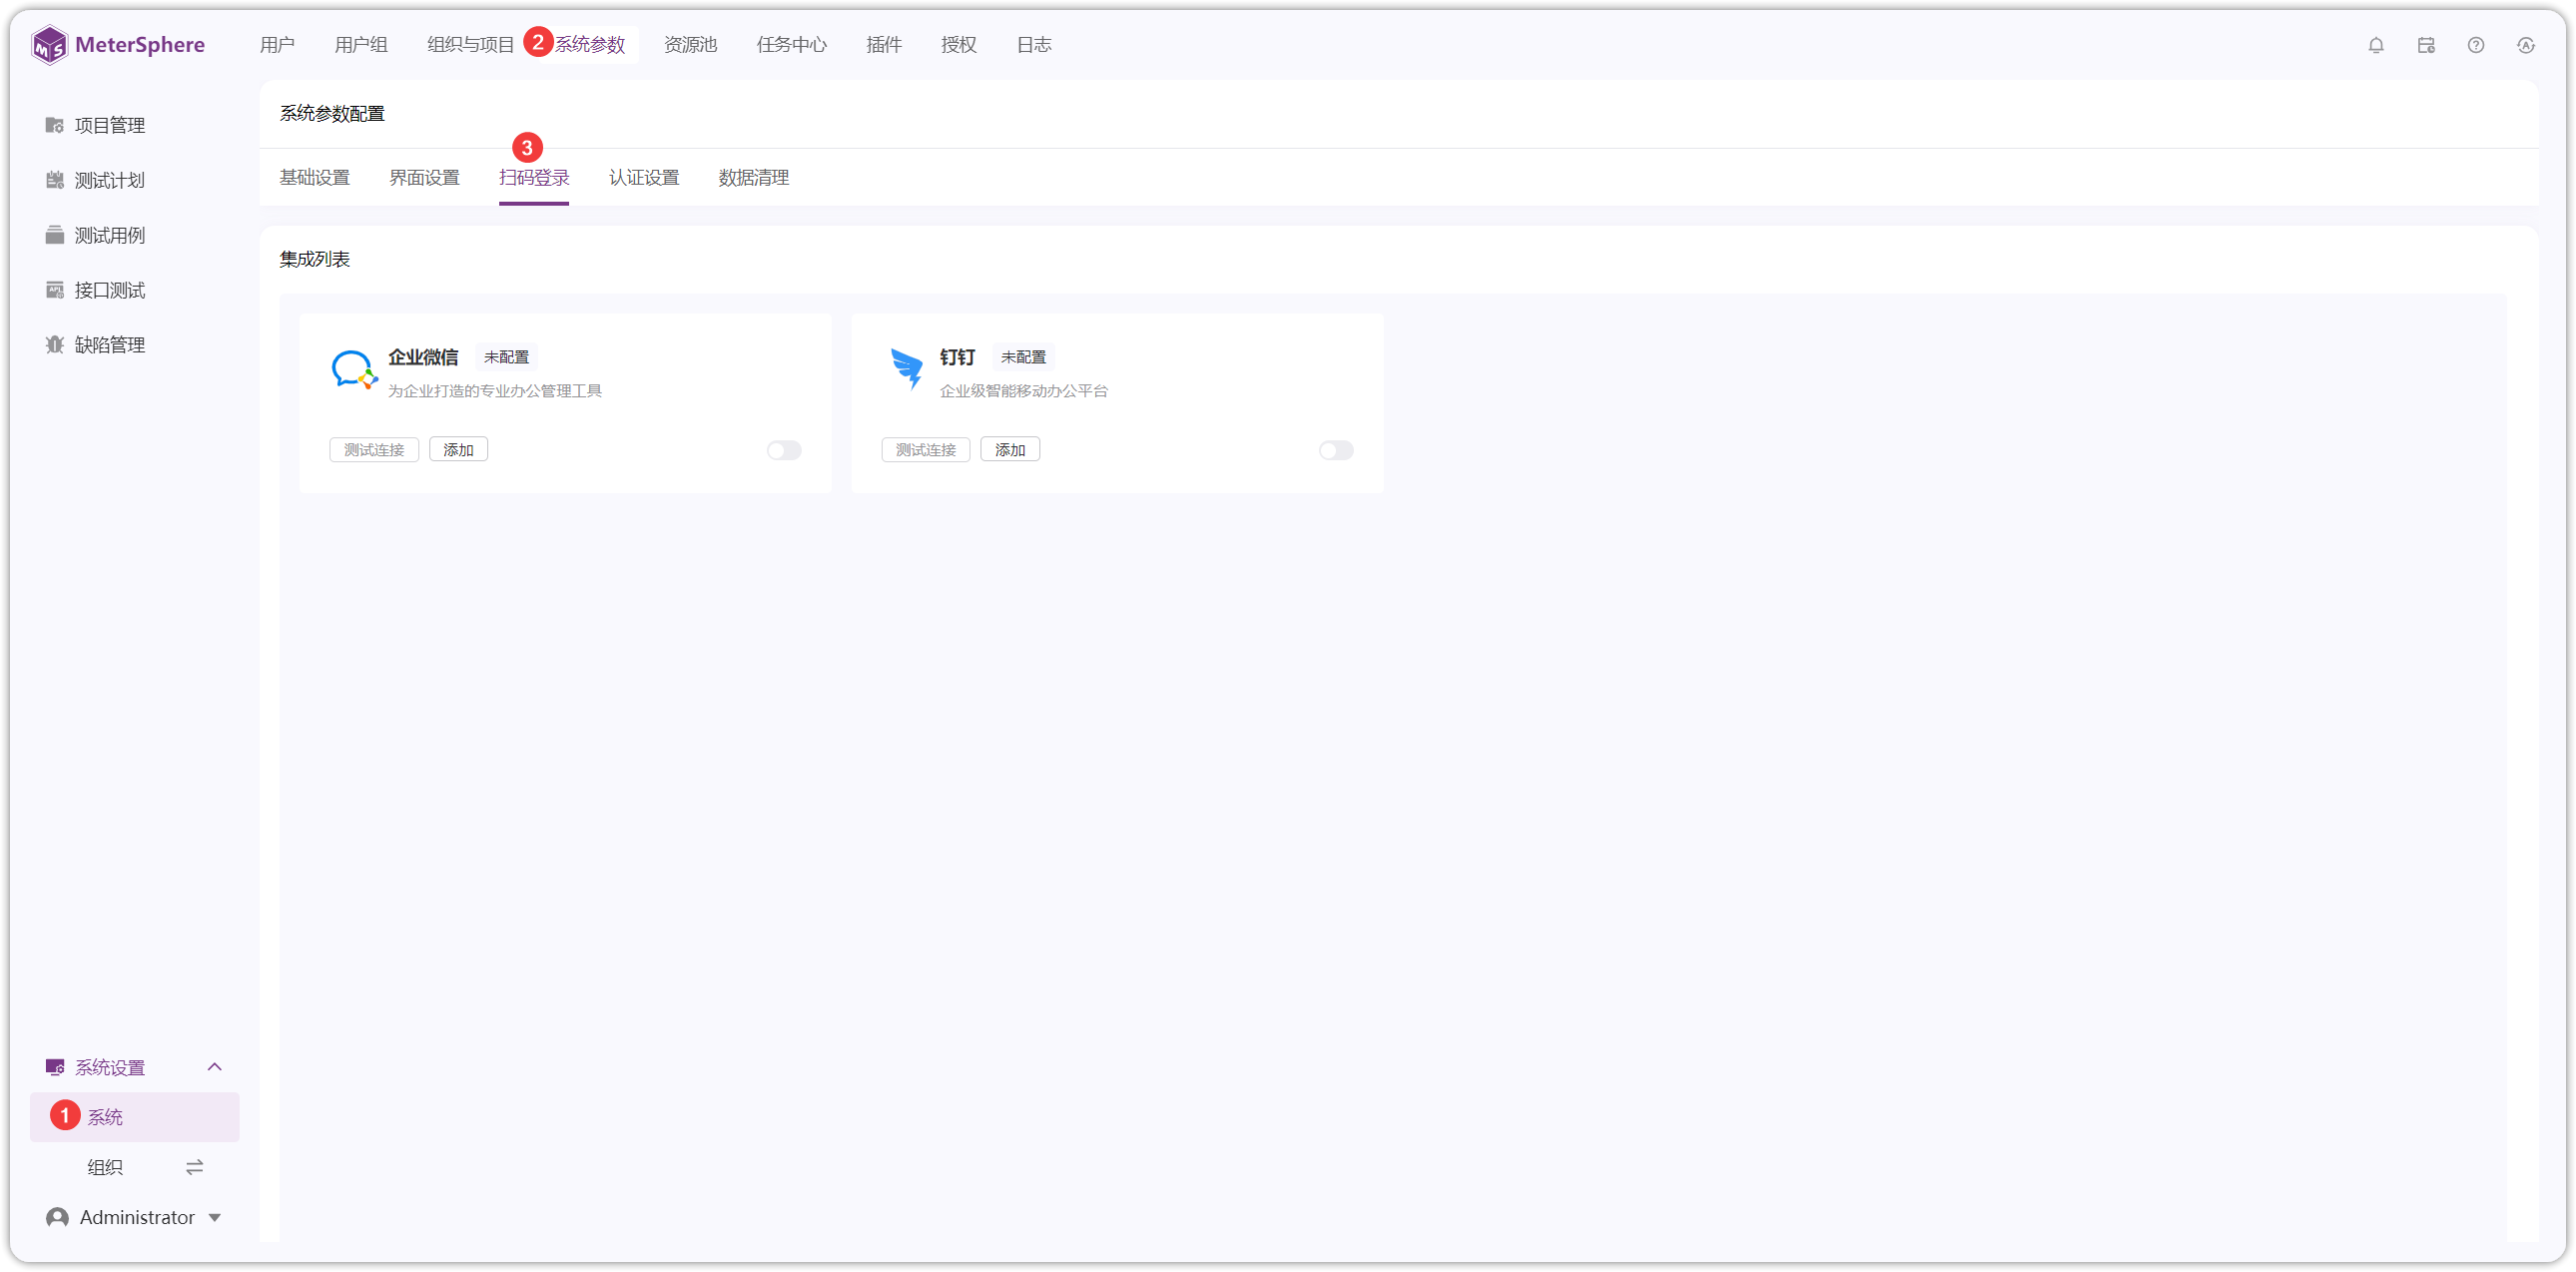 MeterSphere
用户 用户组 组织与项目 2 系统参数 资源池 任务中心 插件 授权 日志
项目管理
测试计划
测试用例
接口测试
缺陷管理
系统参数配置
3
基础设置 界面设置 扫码登录 认证设置 数据清理
集成列表
企业微信 未配置
为企业打造的专业办公管理工具
测试连接 添加
钉钉 未配置
企业级智能移动办公平台
测试连接 添加
系统设置
1 系统
组织
Administrator